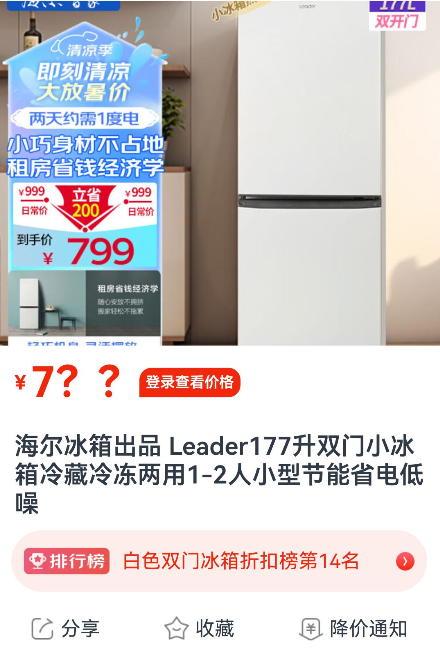 小冰箱
Leader
177L
双开门
清凉季
即刻清凉
大放暑价
两天约需1度电
小巧身材不占地
租房省钱经济学
¥999
日常价
立省
200
¥999
日常价
到手价
¥799
租房省钱经济学
随心安放不拥挤
搬家轻松不拖累
¥7？？
登录查看价格
海尔冰箱出品 Leader177升双门小冰
箱冷藏冷冻两用1-2人小型节能省电低
噪
排行榜
白色双门冰箱折扣榜第14名
分享
收藏
降价通知